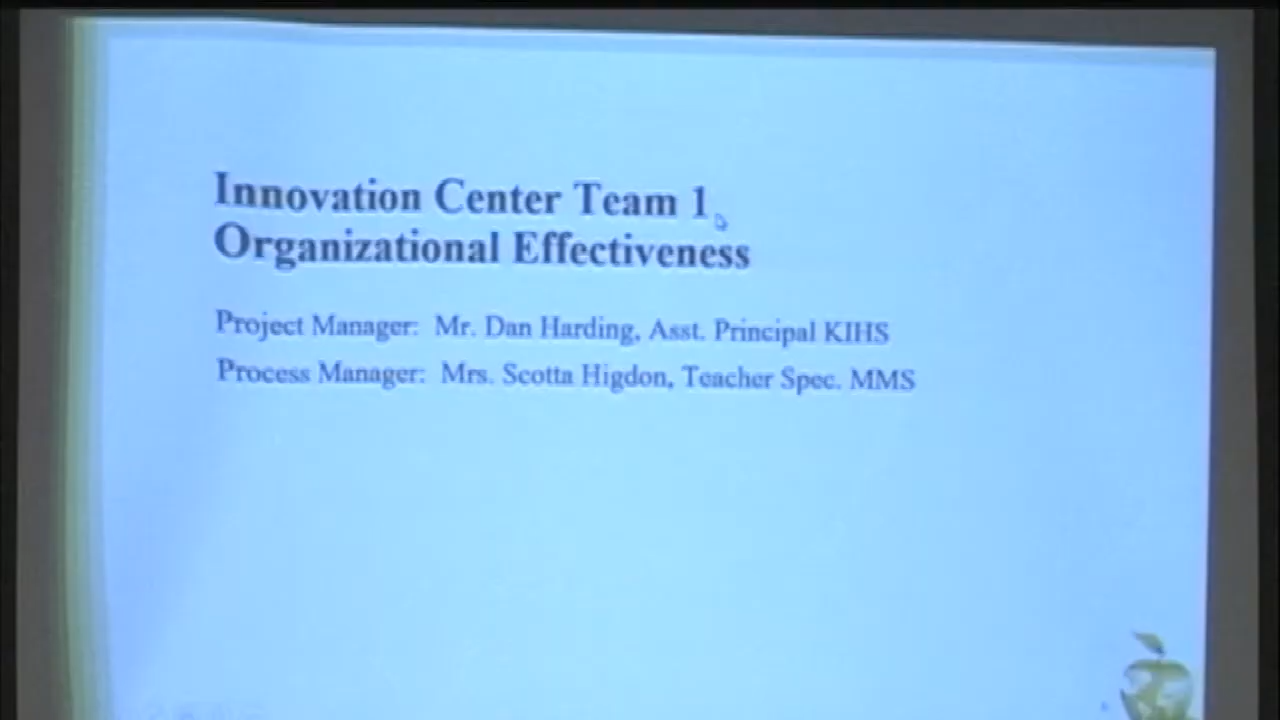 Innovation Center Team 1
Organizational Effectiveness
Project Manager: Mr. Dan Harding, Asst. Principal KIHS
Process Manager: Mrs. Scotta Higdon, Teacher Spec. MMS